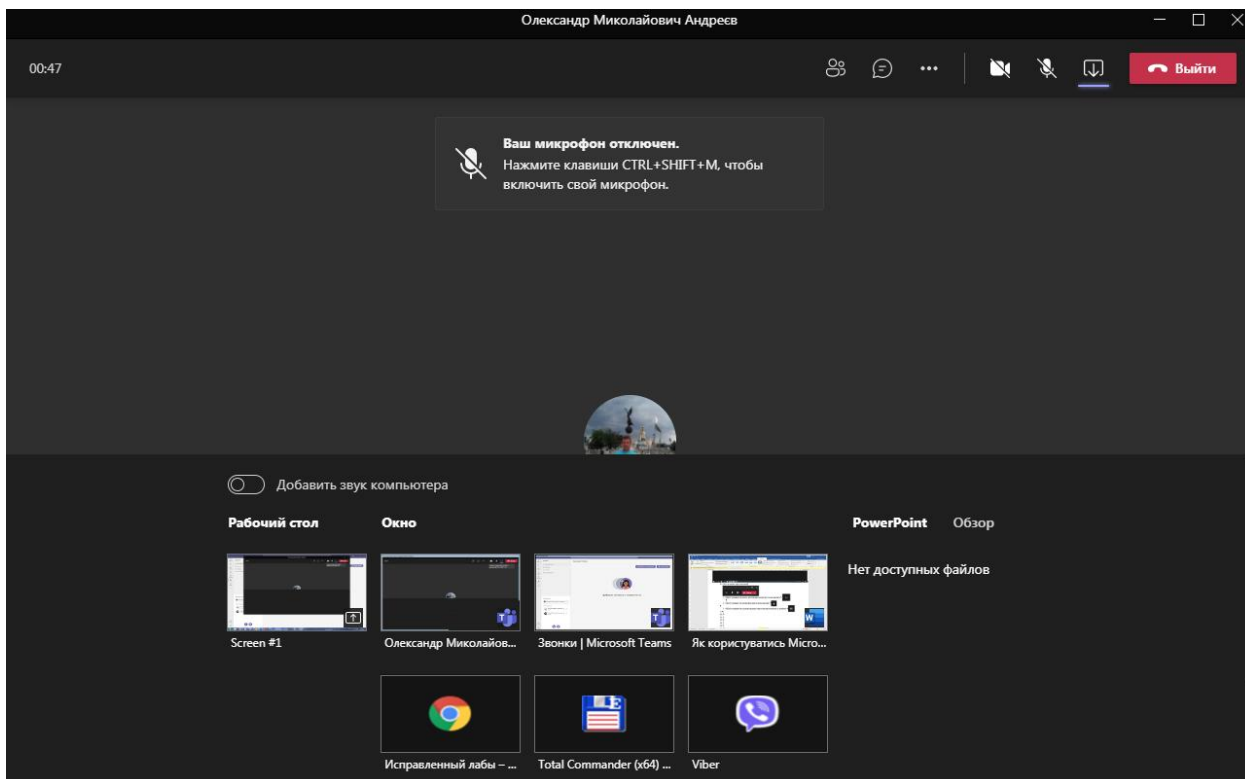 Олександр Миколайович Андреєв
00:47
Выйти
Ваш микрофон отключен.
Нажмите клавиши CTRL+SHIFT+M, чтобы
включить свой микрофон.
Добавить звук компьютера
Рабочий стол
Окно
PowerPoint
Обзор
Нет доступных файлов
Screen #1
Олександр Миколайов...
Звонки | Microsoft Teams
Як користуватись Micro...
Исправленный лабы – ...
Total Commander (x64) ...
Viber